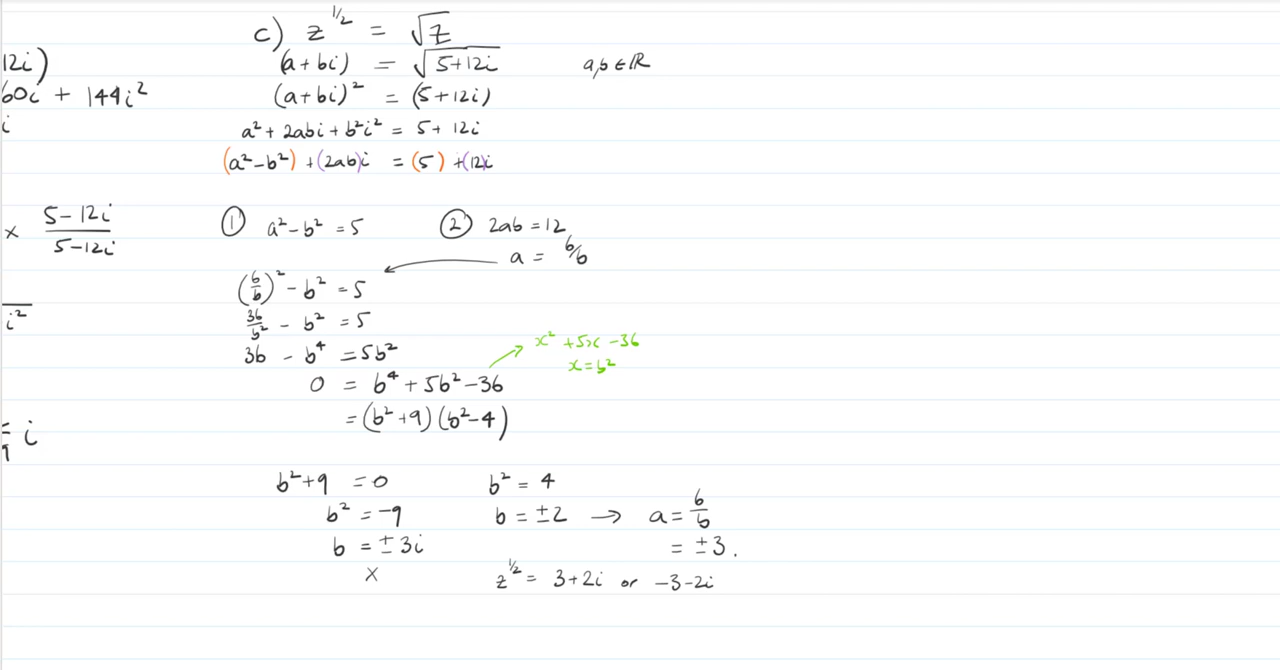 12i)
60i + 144i²
i
x (5-12i)/(5-12i)
i²
= i
c) z^(1/2) = √z
(a+bi) = √(5+12i) a,b ∈ ℝ
(a+bi)² = (5+12i)
a² + 2abi + b²i² = 5+ 12i
(a²-b²) + (2ab)i = (5) + (12)i
① a²-b² = 5 ② 2ab = 12
a = 6/b
(6/b)² - b² = 5
36/b² - b² = 5
36 - b⁴ = 5b²
x² + 5x - 36
x = b²
0 = b⁴ + 5b² - 36
= (b²+9)(b²-4)
b²+9 = 0 b² = 4
b² = -9 b = ±2 → a = 6/b
b = ±3i = ±3.
x z^(1/2) = 3+2i or -3-2i